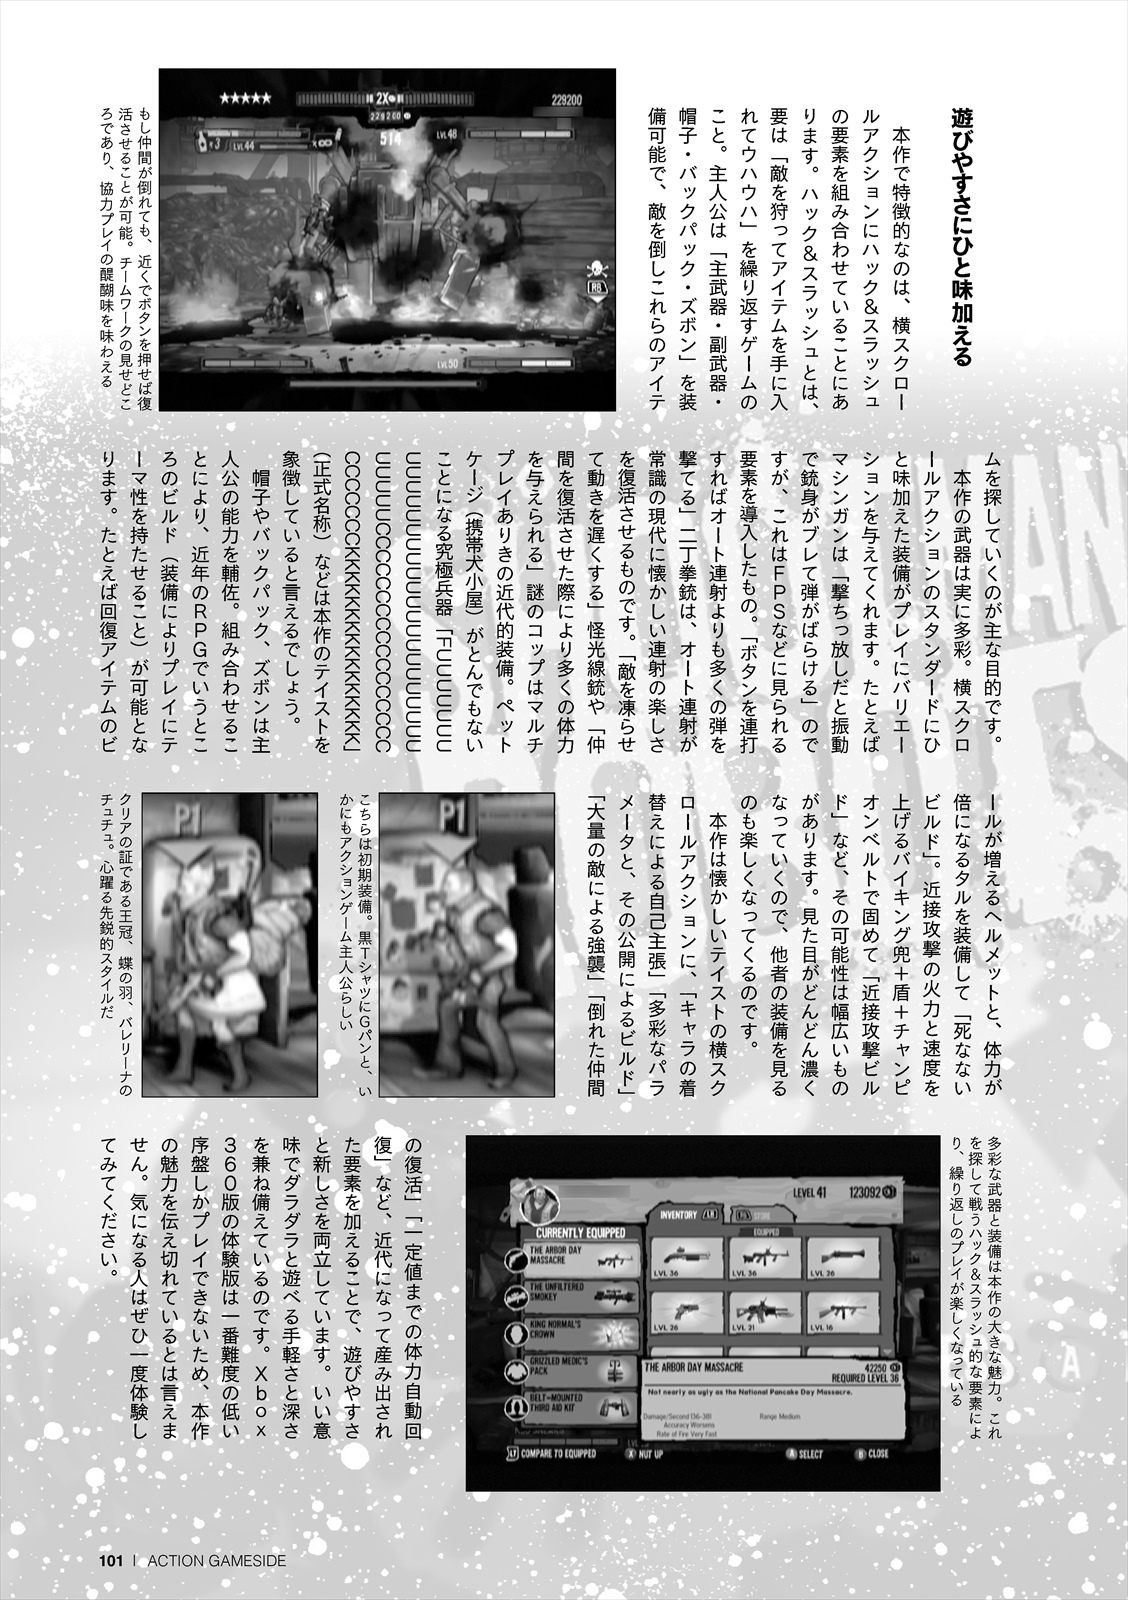 遊びやすさにひと味加える
　本作で特徴的なのは、横スクロー
ルアクションにハック＆スラッシュ
の要素を組み合わせていることにあ
ります。ハック＆スラッシュとは、
要は「敵を狩ってアイテムを手に入
れてウハウハ」を繰り返すゲームの
こと。主人公は「主武器・副武器・
帽子・バックパック・ズボン」を装
備可能で、敵を倒しこれらのアイテ
★★★★★
2X
229200
229200
514
×3
LVL44
LVL48
RB
LVL50
もし仲間が倒れても、近くでボタンを押せば復
活させることが可能。チームワークの見せどこ
ろであり、協力プレイの醍醐味を味わえる
ムを探していくのが主な目的です。
　本作の武器は実に多彩。横スクロ
ールアクションのスタンダードにひ
と味加えた装備がプレイにバリエー
ションを与えてくれます。たとえば
マシンガンは「撃ちっ放しだと振動
で銃身がブレて弾がばらける」ので
すが、これはＦＰＳなどに見られる
要素を導入したもの。「ボタンを連打
すればオート連射よりも多くの弾を
撃てる」二丁拳銃は、オート連射が
常識の現代に懐かしい連射の楽しさ
を復活させるものです。「敵を凍らせ
て動きを遅くする」怪光線銃や「仲
間を復活させた際により多くの体力
を与えられる」謎のコップはマルチ
プレイありきの近代的装備。ペット
ケージ（携帯犬小屋）がとんでもない
ことになる究極兵器「FUUUUUU
UUUUUUUUUUUUUUUUUUUU
UUUUUCCCCCCCCCCCCCCC
CCCCCCCKKKKKKKKKKKKK」
（正式名称）などは本作のテイストを
象徴していると言えるでしょう。
　帽子やバックパック、ズボンは主
人公の能力を輔佐。組み合わせるこ
とにより、近年のＲＰＧでいうとこ
ろのビルド（装備によりプレイにテ
ーマ性を持たせること）が可能とな
ります。たとえば回復アイテムのビ
ールが増えるヘルメットと、体力が
倍になるタルを装備して「死なない
ビルド」。近接攻撃の火力と速度を
上げるバイキング兜＋盾＋チャンピ
オンベルトで固めて「近接攻撃ビル
ド」など、その可能性は幅広いもの
があります。見た目がどんどん濃く
なっていくので、他者の装備を見る
のも楽しくなってくるのです。
　本作は懐かしいテイストの横スク
ロールアクションに、「キャラの着
替えによる自己主張」「多彩なパラ
メータと、その公開によるビルド」
「大量の敵による強襲」「倒れた仲間
P1
こちらは初期装備。黒ＴシャツにＧパンと、い
かにもアクションゲーム主人公らしい
P1
クリアの証である王冠、蝶の羽、バレリーナの
チュチュ。心躍る先鋭的スタイルだ
多彩な武器と装備は本作の大きな魅力。これ
を探して戦うハック＆スラッシュ的な要素によ
り、繰り返しのプレイが楽しくなっている
LEVEL 41
123092
INVENTORY
LB
RB
STORE
CURRENTLY EQUIPPED
EQUIPPED
THE ARBOR DAY
MASSACRE
THE UNFILTERED
SMOKEY
KING NORMAL'S
CROWN
GRIZZLED MEDIC'S
PACK
BELT-MOUNTED
THIRD AID KIT
LVL 36
LVL 36
LVL 26
LVL 26
LVL 21
LVL 16
THE ARBOR DAY MASSACRE
42250
REQUIRED LEVEL 36
Not nearly as ugly as the National Pancake Day Massacre.
Damage/Second 136-381
Range Medium
Accuracy Worsens
Rate of Fire Very Fast
LT COMPARE TO EQUIPPED
X NUT UP
A SELECT
B CLOSE
の復活」「一定値までの体力自動回
復」など、近代になって産み出され
た要素を加えることで、遊びやすさ
と新しさを両立しています。いい意
味でダラダラと遊べる手軽さと深さ
を兼ね備えているのです。Ｘｂｏｘ
３６０版の体験版は一番難度の低い
序盤しかプレイできないため、本作
の魅力を伝え切れているとは言えま
せん。気になる人はぜひ一度体験し
てみてください。
101 | ACTION GAMESIDE